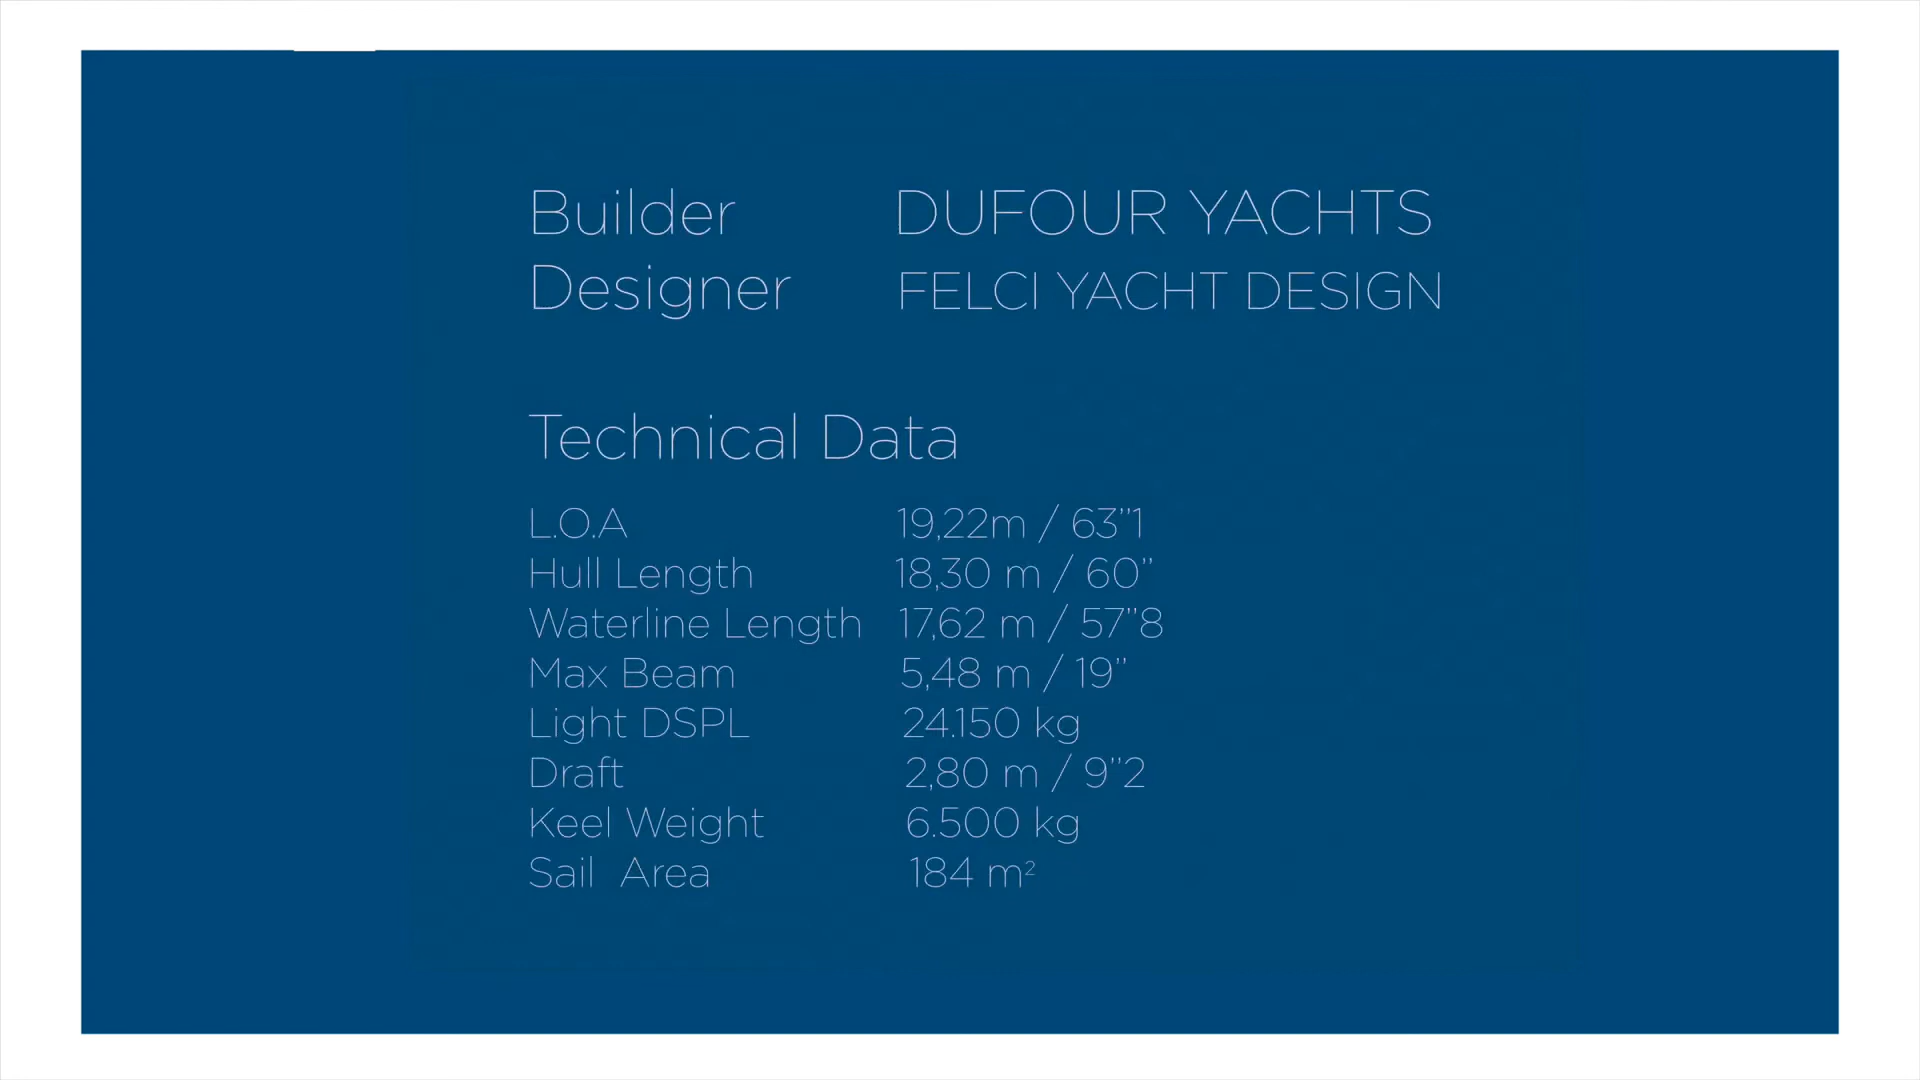 Builder DUFOUR YACHTS
Designer FELCI YACHT DESIGN
Technical Data
L.O.A 19,22m / 63”1
Hull Length 18,30 m / 60”
Waterline Length 17,62 m / 57”8
Max Beam 5,48 m / 19”
Light DSPL 24.150 kg
Draft 2,80 m / 9”2
Keel Weight 6.500 kg
Sail Area 184 m²